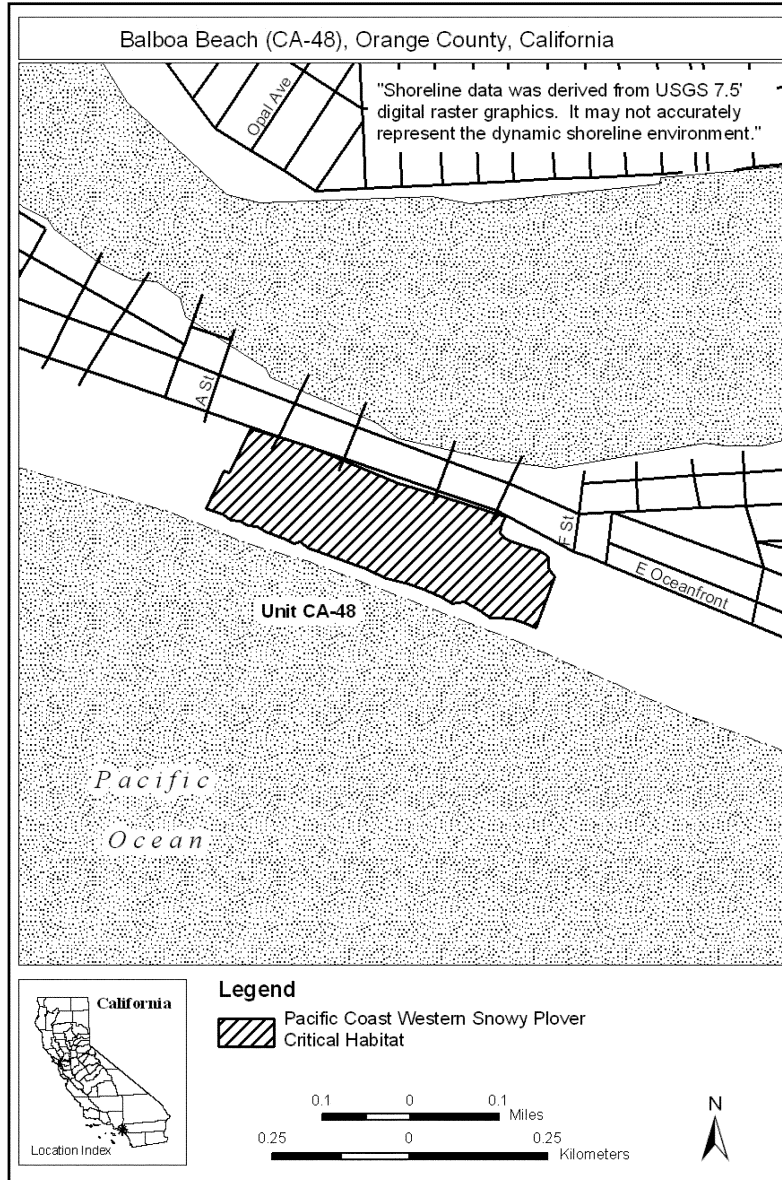 Balboa Beach (CA-48), Orange County, California
"Shoreline data was derived from USGS 7.5'
digital raster graphics. It may not accurately
represent the dynamic shoreline environment."
Opal Ave
A St
F St
E Oceanfront
Unit CA-48
Pacific
Ocean
California
Location Index
Legend
Pacific Coast Western Snowy Plover
Critical Habitat
0.1 0 0.1
Miles
0.25 0 0.25
Kilometers
N